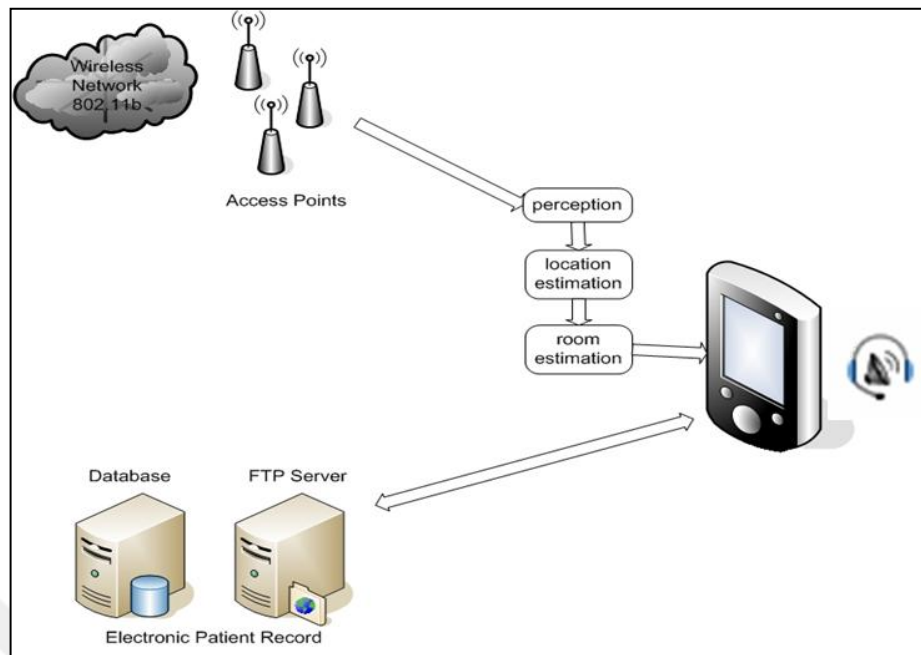 Wireless
Network
802.11b
Access Points
perception
location
estimation
room
estimation
Database
FTP Server
Electronic Patient Record